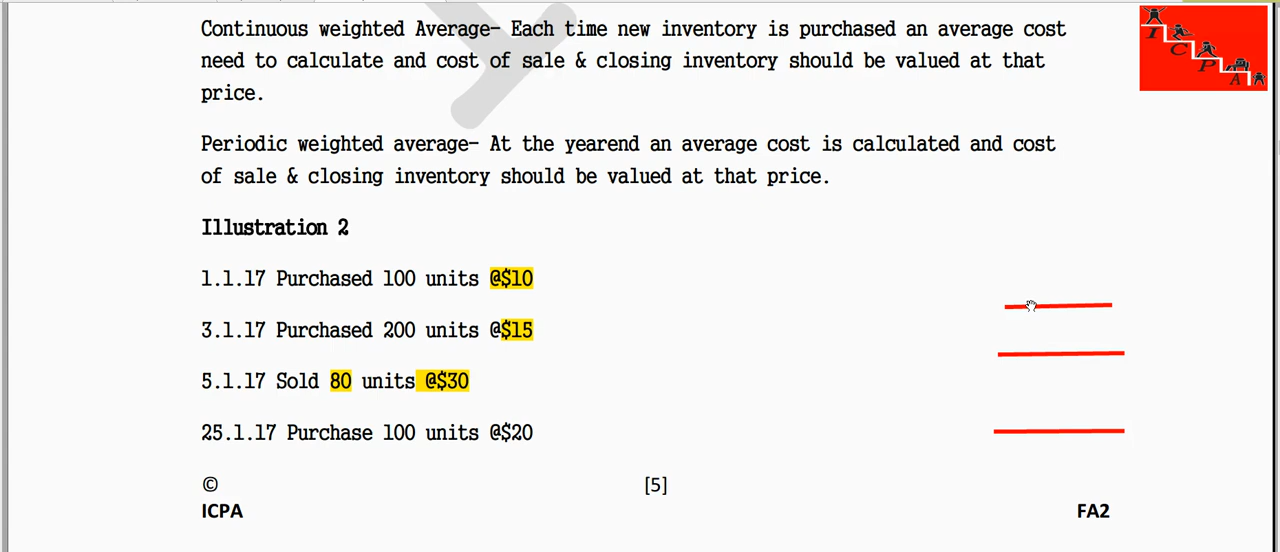 Continuous weighted Average- Each time new inventory is purchased an average cost
need to calculate and cost of sale & closing inventory should be valued at that
price.
Periodic weighted average- At the yearend an average cost is calculated and cost
of sale & closing inventory should be valued at that price.
Illustration 2
1.1.17 Purchased 100 units @$10
3.1.17 Purchased 200 units @$15
5.1.17 Sold 80 units @$30
25.1.17 Purchase 100 units @$20
© [5]
ICPA FA2
I C P A